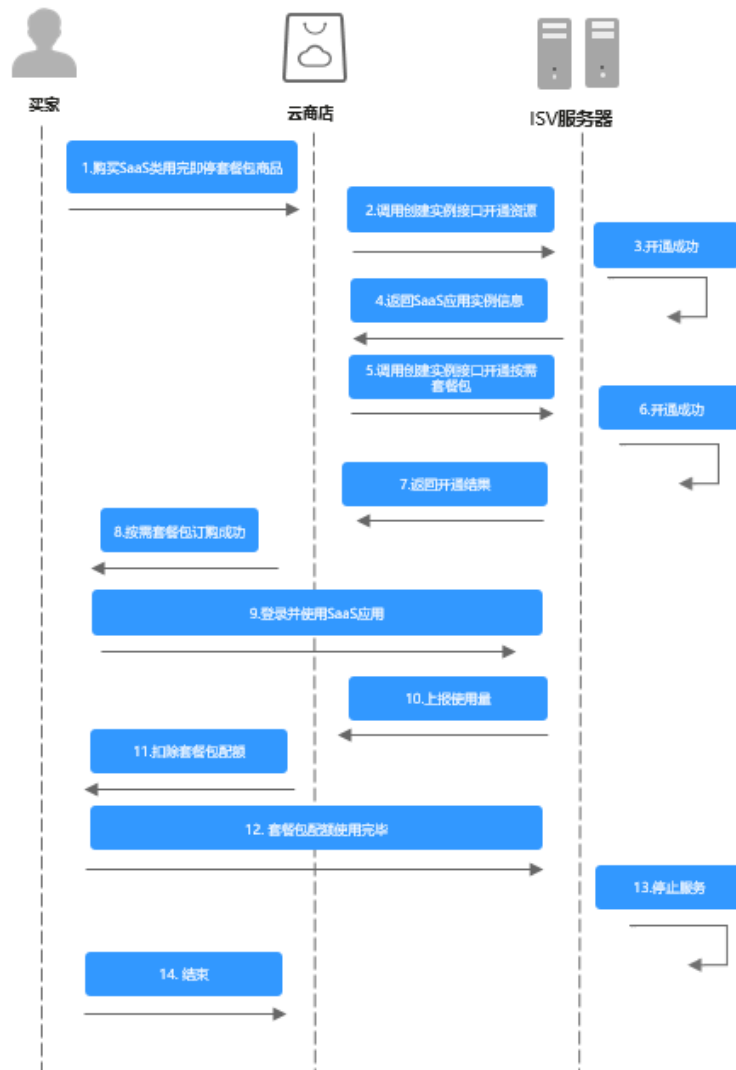 买家
云商店
ISV服务器
1.购买SaaS类用完即停套餐包商品
2.调用创建实例接口开通资源
3.开通成功
4.返回SaaS应用实例信息
5.调用创建实例接口开通按需
套餐包
6.开通成功
7.返回开通结果
8.按需套餐包订购成功
9.登录并使用SaaS应用
10.上报使用量
11.扣除套餐包配额
12. 套餐包配额使用完毕
13.停止服务
14. 结束